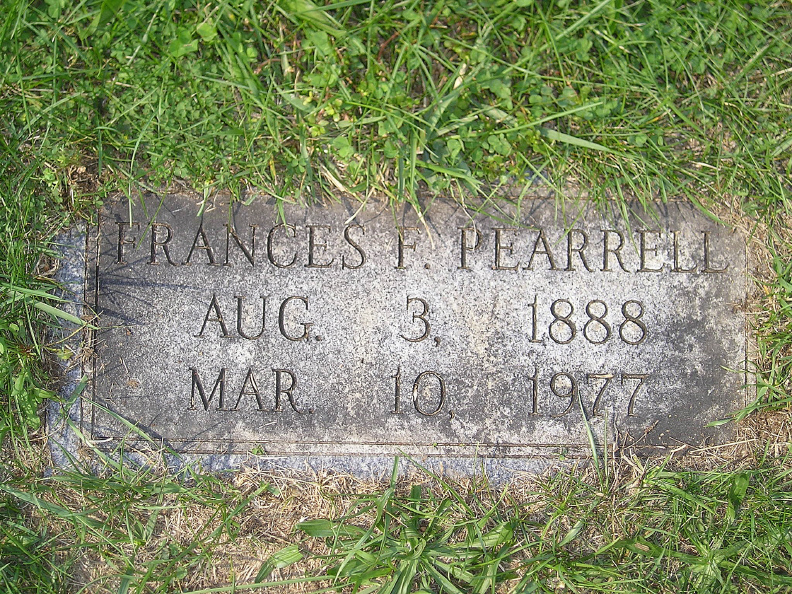 FRANCES F. PEARRELL
AUG. 3, 1888
MAR. 10, 1977